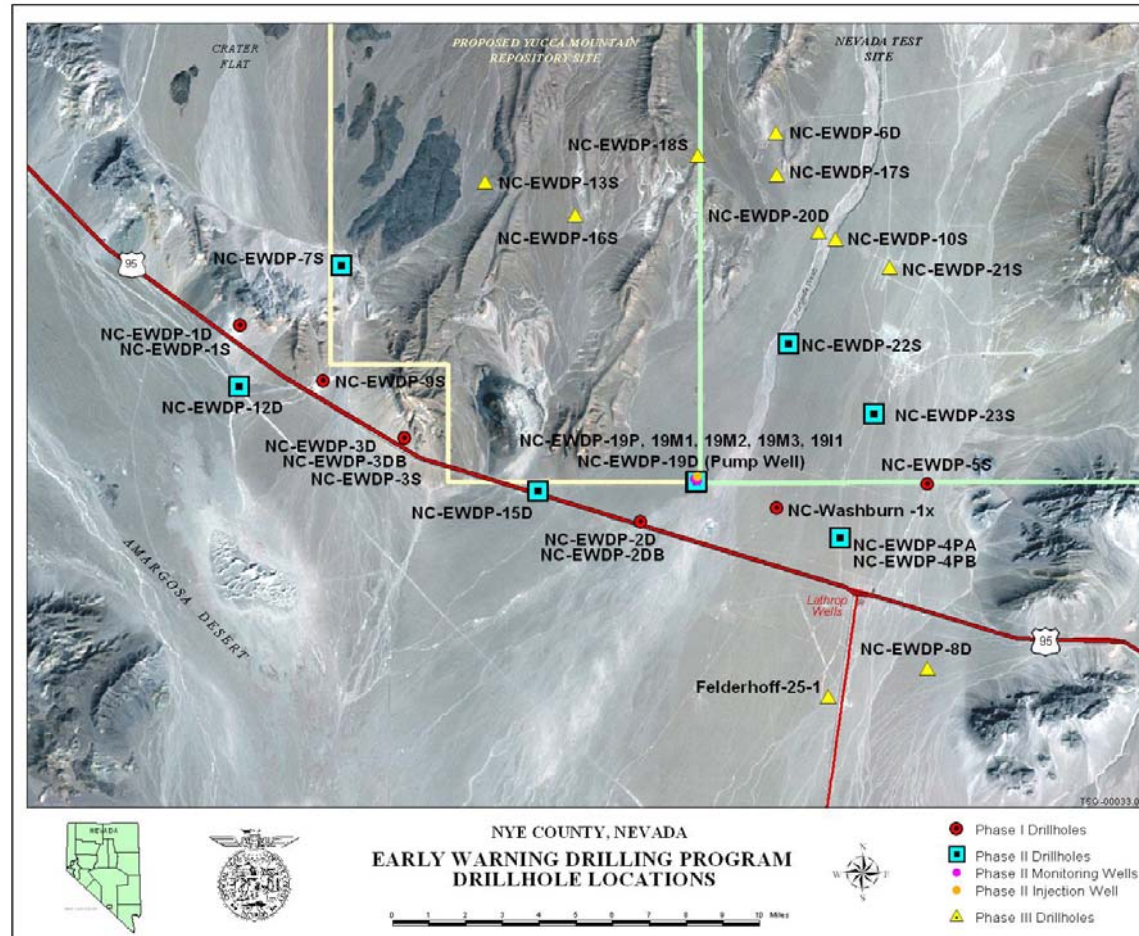 CRATER
FLAT
PROPOSED YUCCA MOUNTAIN
REPOSITORY SITE
NEVADA TEST
SITE
NC-EWDP-6D
NC-EWDP-18S
NC-EWDP-17S
NC-EWDP-13S
NC-EWDP-20D
NC-EWDP-16S
NC-EWDP-10S
NC-EWDP-7S
95
NC-EWDP-21S
NC-EWDP-1D
NC-EWDP-1S
NC-EWDP-22S
NC-EWDP-9S
NC-EWDP-12D
NC-EWDP-23S
NC-EWDP-3D
NC-EWDP-3DB
NC-EWDP-3S
NC-EWDP-19P, 19M1, 19M2, 19M3, 19I1
NC-EWDP-19D (Pump Well)
NC-EWDP-5S
NC-EWDP-15D
NC-Washburn -1x
NC-EWDP-2D
NC-EWDP-2DB
NC-EWDP-4PA
NC-EWDP-4PB
AMARGOSA DESERT
Lathrop
Wells
95
NC-EWDP-8D
Felderhoff-25-1
NEVADA
NYE COUNTY, NEVADA
EARLY WARNING DRILLING PROGRAM
DRILLHOLE LOCATIONS
0 1 2 3 4 5 6 7 8 9 10 Miles
N
W
S
Phase I Drillholes
Phase II Drillholes
Phase II Monitoring Wells
Phase II Injection Well
Phase III Drillholes